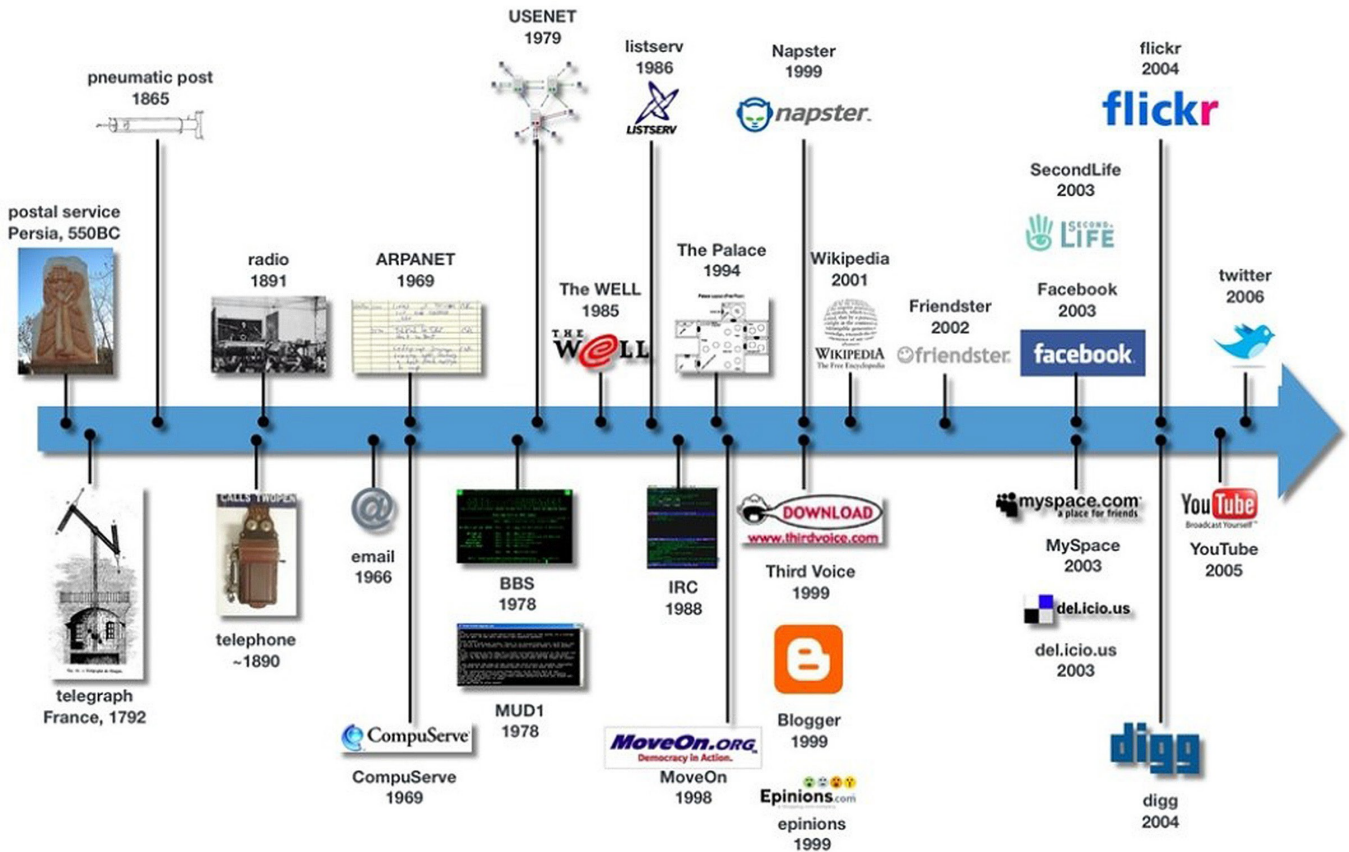 USENET
1979
listserv
1986
LISTSERV
Napster
1999
napster
flickr
2004
flickr
pneumatic post
1865
SecondLife
2003
SECOND
LIFE
postal service
Persia, 550BC
radio
1891
ARPANET
1969
The WELL
1985
THE
WELL
The Palace
1994
Wikipedia
2001
WIKIPEDIA
The Free Encyclopedia
Friendster
2002
friendster
Facebook
2003
facebook
twitter
2006
CALLS TWOPEN
telegraph
France, 1792
telephone
~1890
@
email
1966
CompuServe
CompuServe
1969
BBS
1978
MUD1
1978
IRC
1988
MoveOn.ORG
Democracy in Action.
MoveOn
1998
DOWNLOAD
www.thirdvoice.com
Third Voice
1999
Blogger
1999
Epinions.com
epinions
1999
myspace.com
a place for friends
MySpace
2003
del.icio.us
del.icio.us
2003
digg
digg
2004
YouTube
Broadcast Yourself™
YouTube
2005